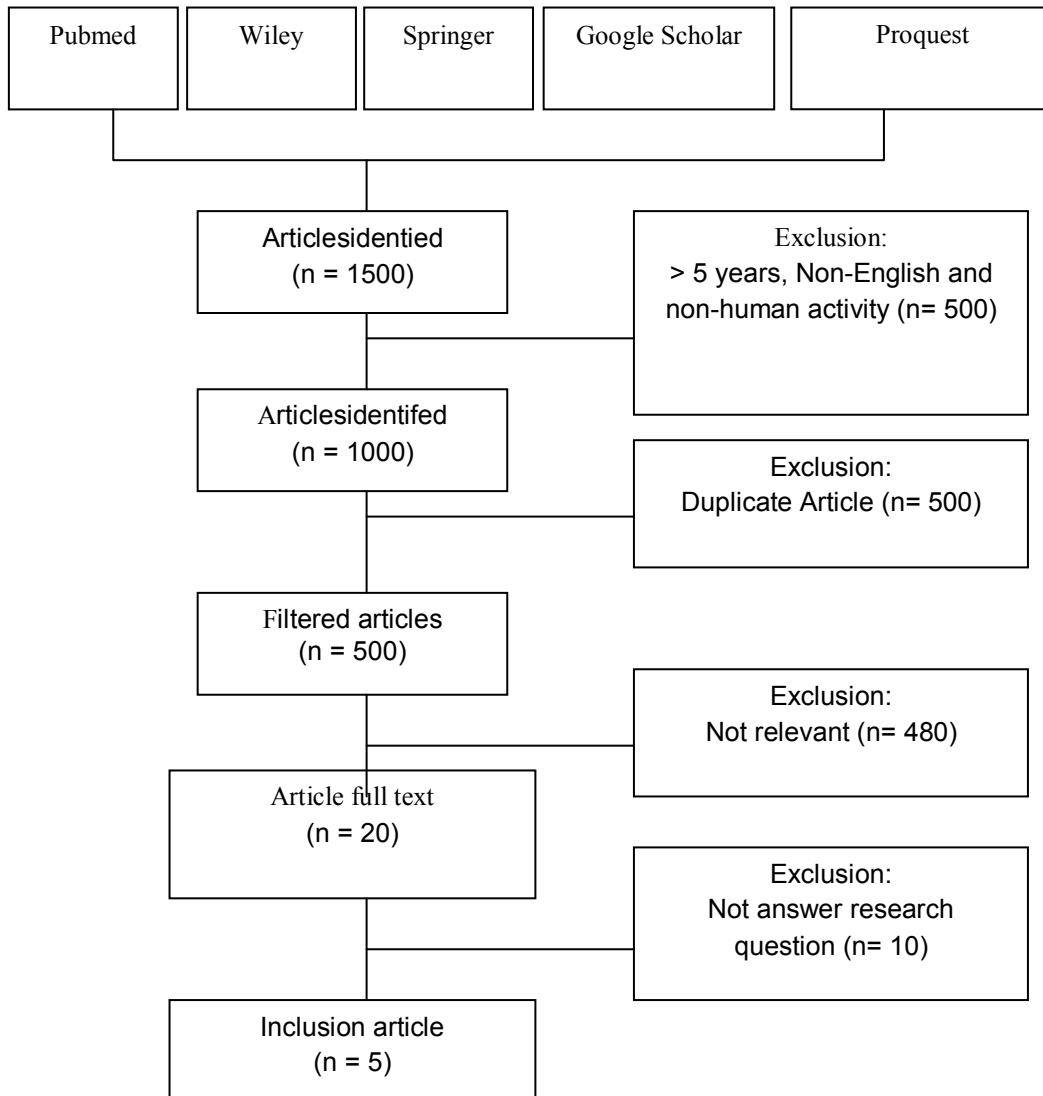 Pubmed
Wiley
Springer
Google Scholar
Proquest
Articlesidentied
(n = 1500)
Exclusion:
> 5 years, Non-English and
non-human activity (n= 500)
Articlesidentifed
(n = 1000)
Exclusion:
Duplicate Article (n= 500)
Filtered articles
(n = 500)
Exclusion:
Not relevant (n= 480)
Article full text
(n = 20)
Exclusion:
Not answer research
question (n= 10)
Inclusion article
(n = 5)